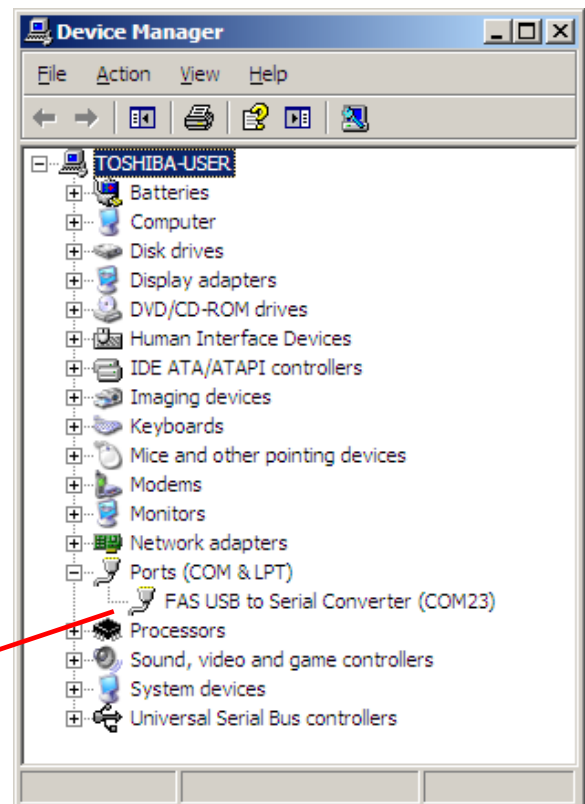 Device Manager
File Action View Help
TOSHIBA-USER
Batteries
Computer
Disk drives
Display adapters
DVD/CD-ROM drives
Human Interface Devices
IDE ATA/ATAPI controllers
Imaging devices
Keyboards
Mice and other pointing devices
Modems
Monitors
Network adapters
Ports (COM & LPT)
FAS USB to Serial Converter (COM23)
Processors
Sound, video and game controllers
System devices
Universal Serial Bus controllers